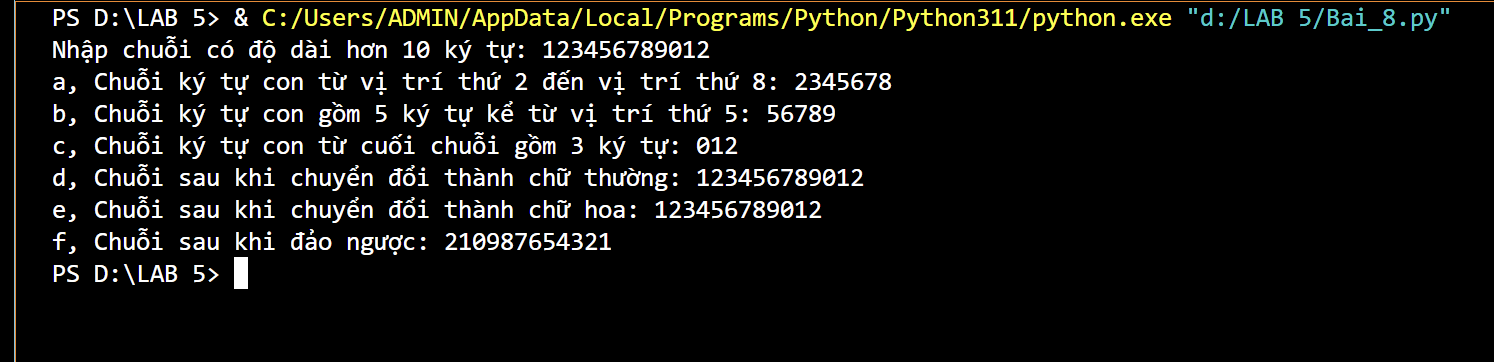 PS D:\LAB 5> & C:/Users/ADMIN/AppData/Local/Programs/Python/Python311/python.exe "d:/LAB 5/Bai_8.py"
Nhập chuỗi có độ dài hơn 10 ký tự: 123456789012
a, Chuỗi ký tự con từ vị trí thứ 2 đến vị trí thứ 8: 2345678
b, Chuỗi ký tự con gồm 5 ký tự kể từ vị trí thứ 5: 56789
c, Chuỗi ký tự con từ cuối chuỗi gồm 3 ký tự: 012
d, Chuỗi sau khi chuyển đổi thành chữ thường: 123456789012
e, Chuỗi sau khi chuyển đổi thành chữ hoa: 123456789012
f, Chuỗi sau khi đảo ngược: 210987654321
PS D:\LAB 5>